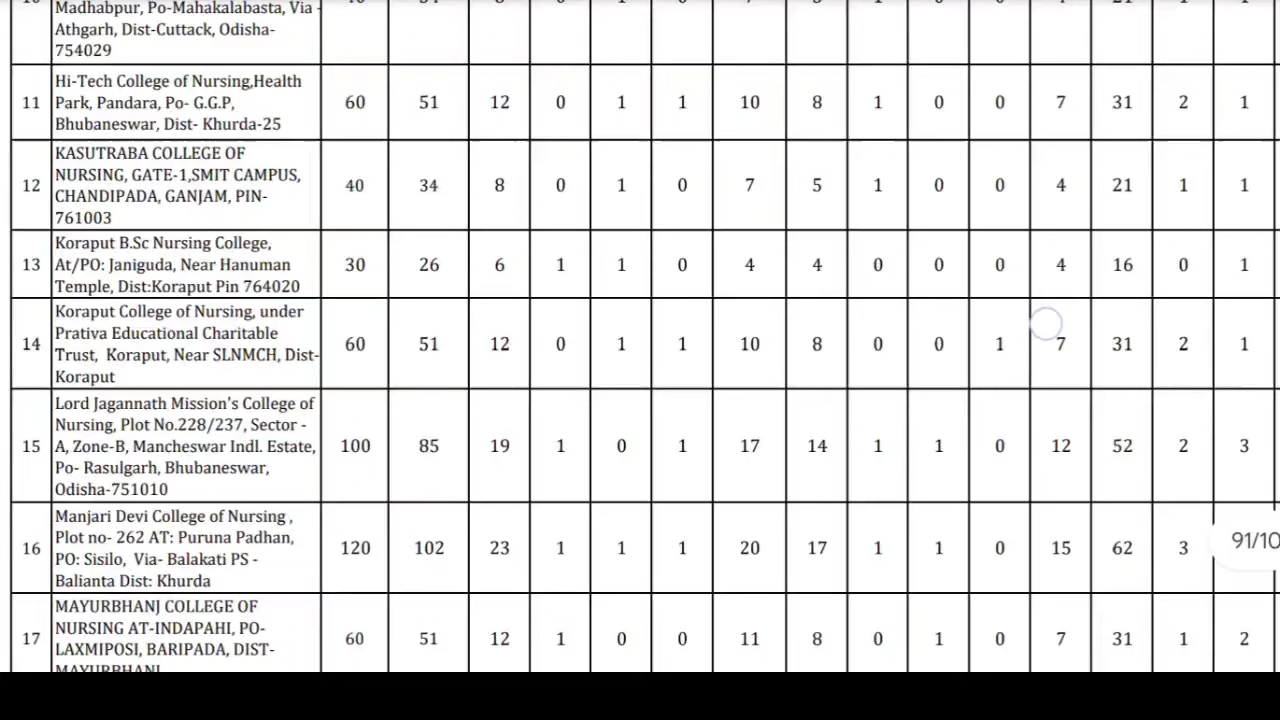 Madhabpur, Po-Mahakalabasta, Via -
Athgarh, Dist-Cuttack, Odisha-
754029
11 Hi-Tech College of Nursing,Health
Park, Pandara, Po- G.G.P,
Bhubaneswar, Dist- Khurda-25 60 51 12 0 1 1 10 8 1 0 0 7 31 2 1
12 KASUTRABA COLLEGE OF
NURSING, GATE-1,SMIT CAMPUS,
CHANDIPADA, GANJAM, PIN-
761003 40 34 8 0 1 0 7 5 1 0 0 4 21 1 1
13 Koraput B.Sc Nursing College,
At/PO: Janiguda, Near Hanuman
Temple, Dist:Koraput Pin 764020 30 26 6 1 1 0 4 4 0 0 0 4 16 0 1
14 Koraput College of Nursing, under
Prativa Educational Charitable
Trust, Koraput, Near SLNMCH, Dist-
Koraput 60 51 12 0 1 1 10 8 0 0 1 7 31 2 1
15 Lord Jagannath Mission's College of
Nursing, Plot No.228/237, Sector -
A, Zone-B, Mancheswar Indl. Estate,
Po- Rasulgarh, Bhubaneswar,
Odisha-751010 100 85 19 1 0 1 17 14 1 1 0 12 52 2 3
16 Manjari Devi College of Nursing ,
Plot no- 262 AT: Puruna Padhan,
PO: Sisilo, Via- Balakati PS -
Balianta Dist: Khurda 120 102 23 1 1 1 20 17 1 1 0 15 62 3
91/10
17 MAYURBHANJ COLLEGE OF
NURSING AT-INDAPAHI, PO-
LAXMIPOSI, BARIPADA, DIST-
MAYURBHANJ 60 51 12 1 0 0 11 8 0 1 0 7 31 1 2